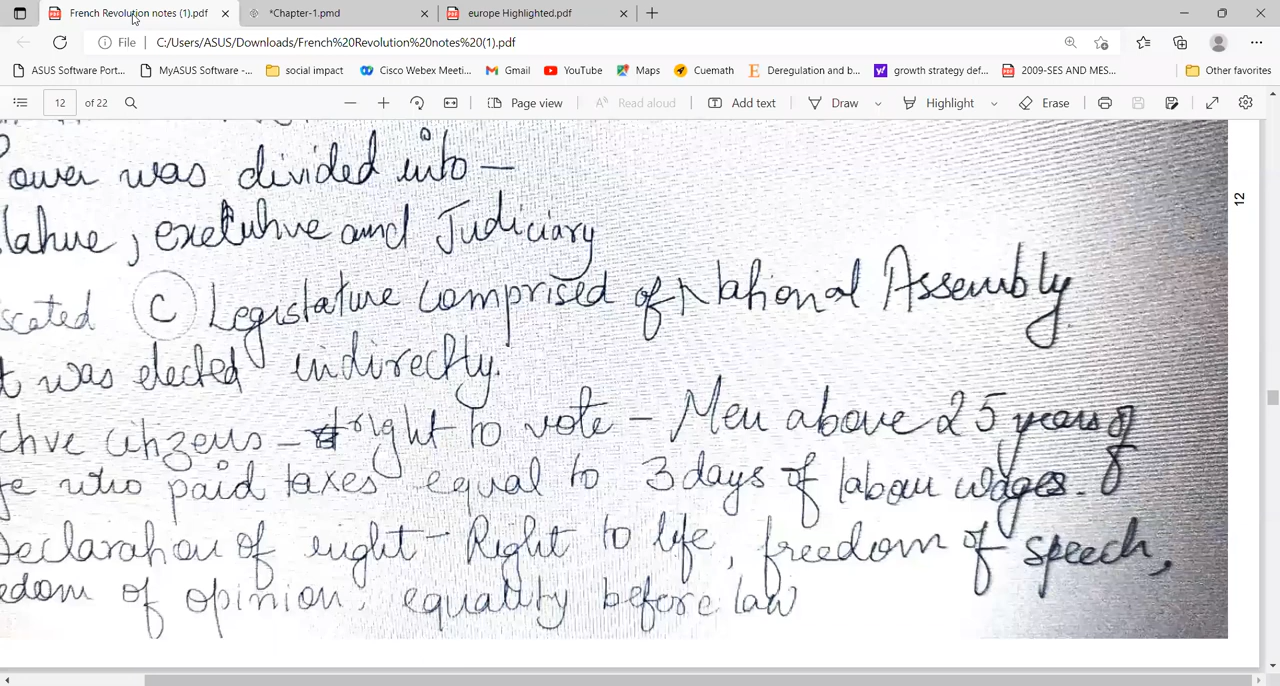 French Revolution notes (1).pdf
*Chapter-1.pmd
europe Highlighted.pdf
File
C:/Users/ASUS/Downloads/French%20Revolution%20notes%20(1).pdf
ASUS Software Port...
MyASUS Software -...
social impact
Cisco Webex Meeti...
Gmail
YouTube
Maps
Cuemath
Deregulation and b...
growth strategy def...
2009-SES AND MES...
Other favorites
12 of 22
Page view
Read aloud
Add text
Draw
Highlight
Erase
ower was divided into —
lative, executive and Judiciary
scated (C) Legislature comprised of National Assembly
t was elected indirectly.
ctive citizens - right to vote - Men above 25 years of
ge who paid taxes equal to 3 days of labour wages.
Declaration of right - Right to life, freedom of speech,
edom of opinion, equality before law
12